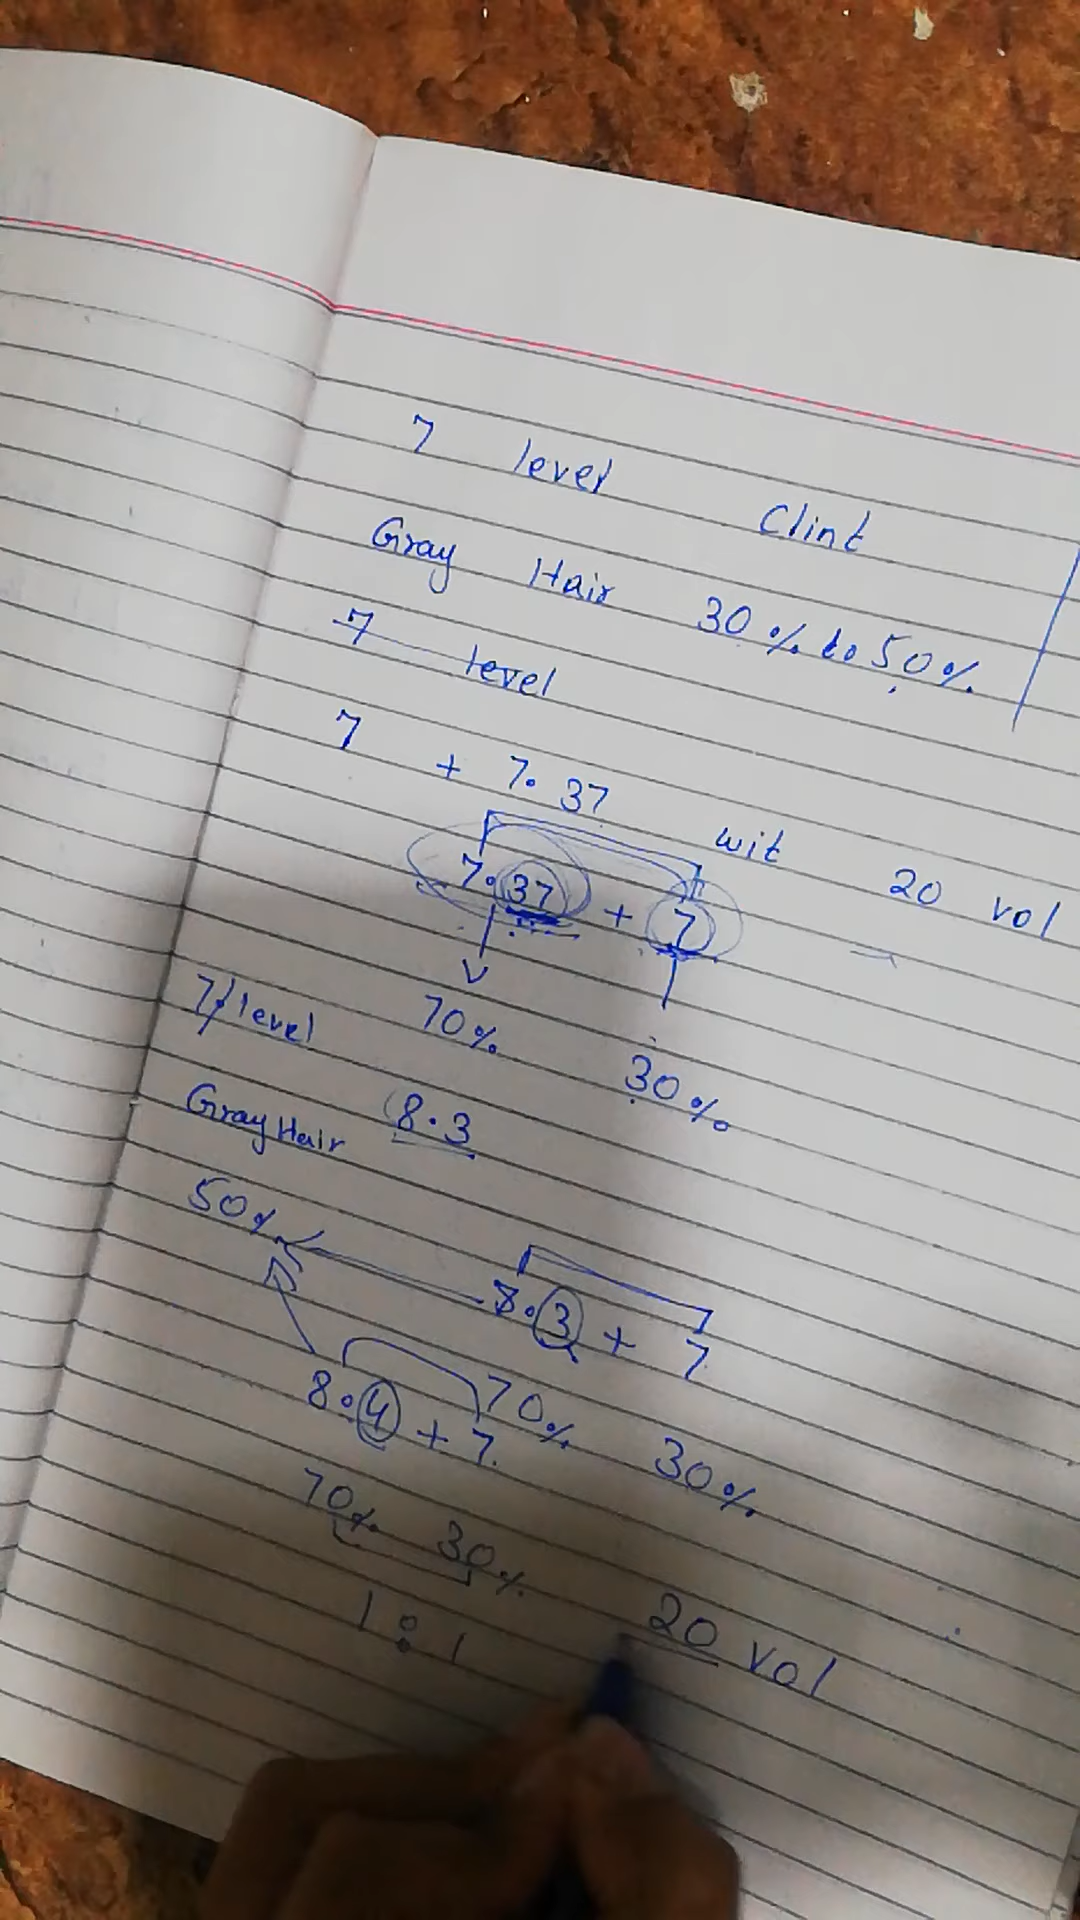 7 level Clint
Gray Hair 30% to 50%
7 level
7 + 7.37 wit 20 vol
7.37 + 7
70% 30%
7 level
Gray Hair 8.3
50%
8.3 + 7
70% 30%
8.4 + 7
70% 30%
1:1 20 vol